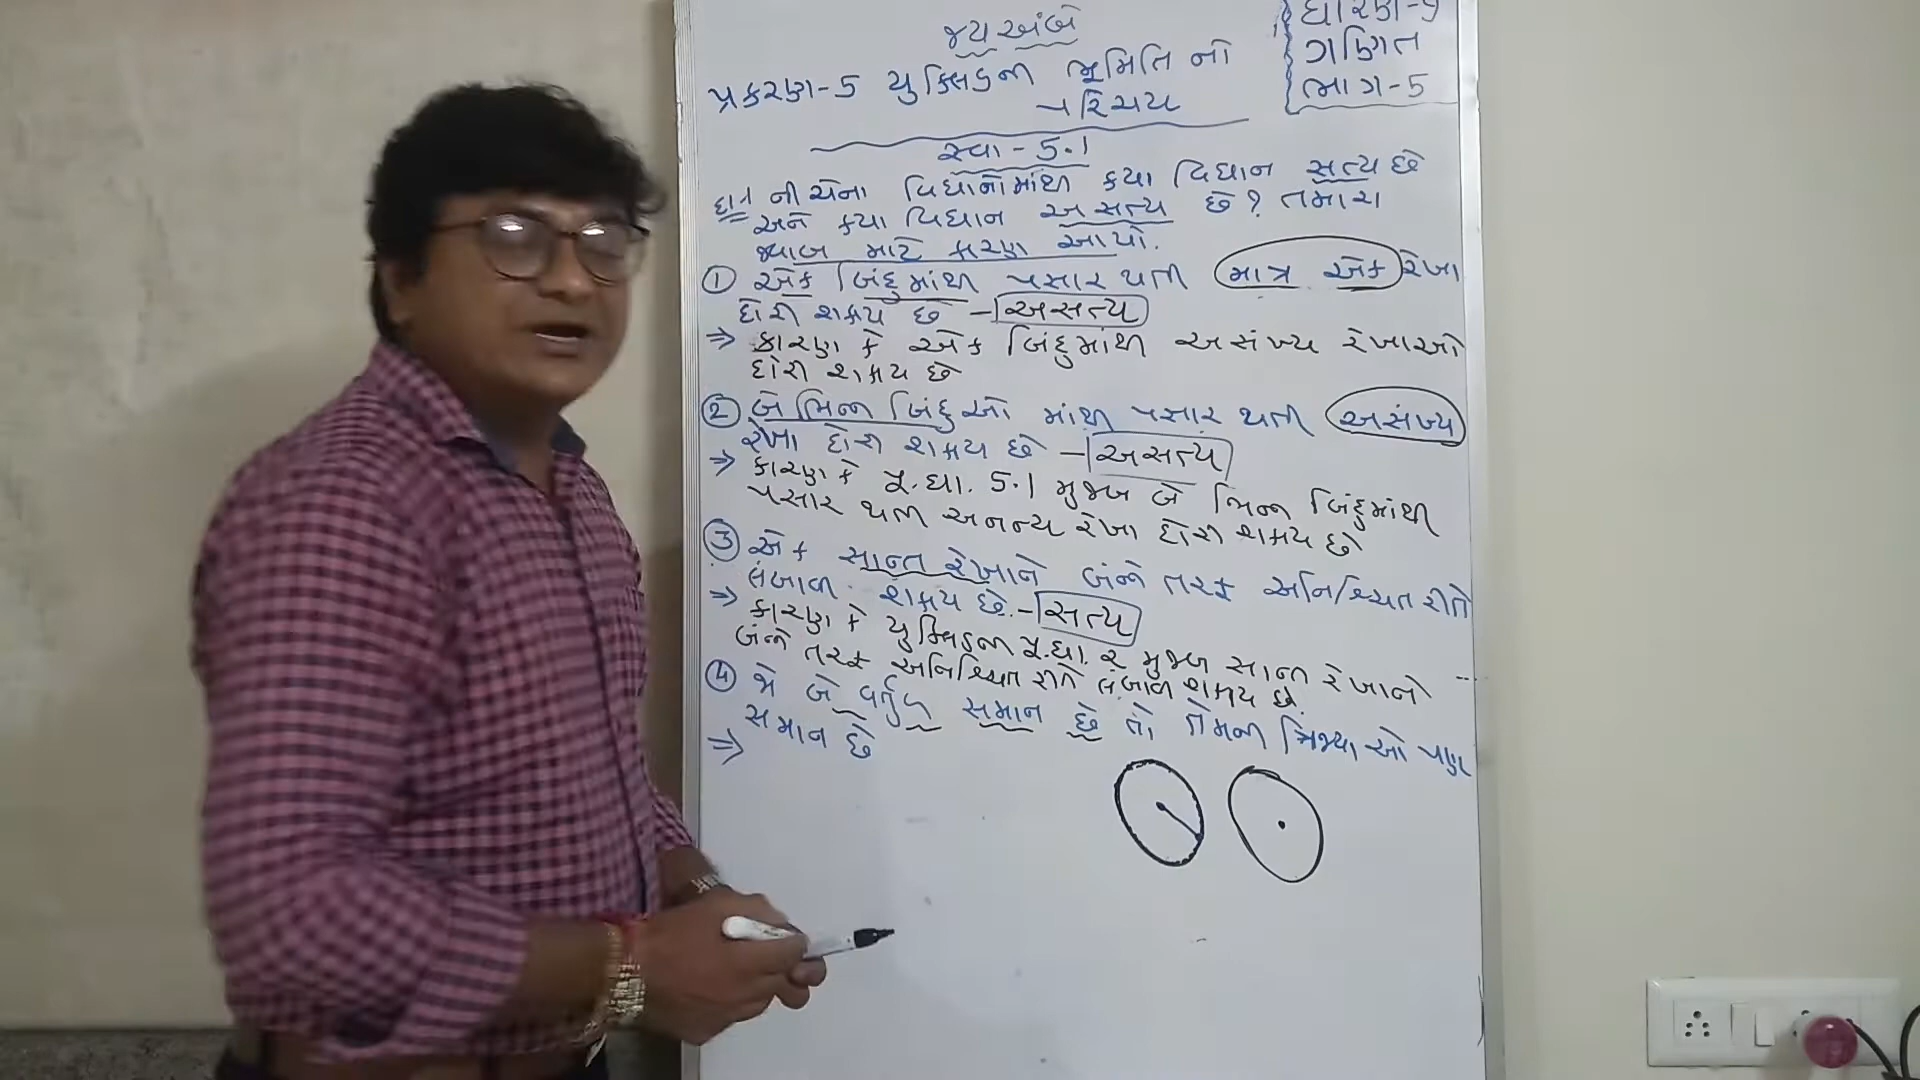 જય અંબે
ધોરણ-9
ગણિત
ભાગ-5
પ્રકરણ-5 યુક્લિડની ભૂમિતિ નો
પરિચય
સ્વા-5.1
દા.1 નીચેના વિધાનોમાંથી કયા વિધાન સત્ય છે
અને કયા વિધાન અસત્ય છે? તમારા
જવાબ માટે કારણ આપો.
① એક બિંદુમાંથી પસાર થતી માત્ર એક રેખા
દોરી શકાય છે - અસત્ય
⇒ કારણ કે એક બિંદુમાંથી અસંખ્ય રેખાઓ
દોરી શકાય છે
② બે ભિન્ન બિંદુઓ માંથી પસાર થતી અસંખ્ય
રેખા દોરી શકાય છે - અસત્ય
⇒ કારણ કે પૂ.ધા. 5.1 મુજબ બે ભિન્ન બિંદુમાંથી
પસાર થતી અનન્ય રેખા દોરી શકાય છે
③ એક સાન્ત રેખાને બંને તરફ અનિશ્ચિત રીતે
લંબાવી શકાય છે. - સત્ય
⇒ કારણ કે યુક્લિડની પૂ.ધા. ૨ મુજબ સાન્ત રેખાને
બંને તરફ અનિશ્ચિત રીતે લંબાવી શકાય છે.
④ જો બે વર્તુળ સમાન છે તો તેમની ત્રિજ્યાઓ પણ
સમાન છે
⇒